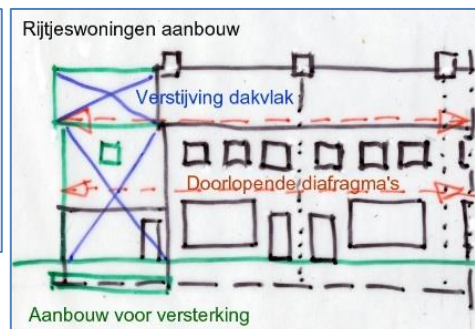 Rijtjeswoningen aanbouw
Verstijving dakvlak
Doorlopende diafragma's
Aanbouw voor versterking